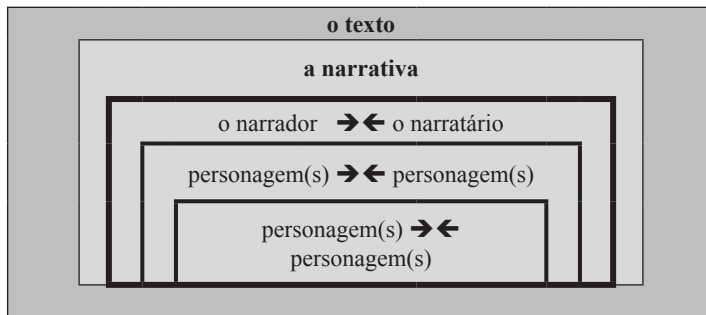 o texto
a narrativa
o narrador ➔ 🡰 o narratário
personagem(s) ➔ 🡰 personagem(s)
personagem(s) ➔ 🡰
personagem(s)